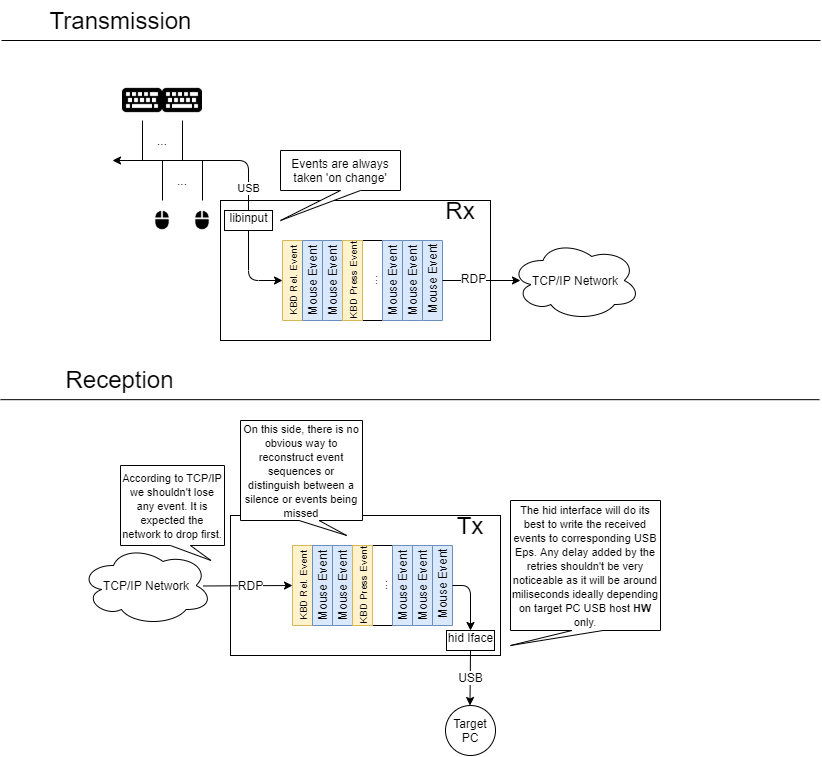 Transmission
...
...
USB
Events are always
taken 'on change'
libinput
Rx
KBD Rel. Event
Mouse Event
Mouse Event
KBD Press Event
...
Mouse Event
Mouse Event
Mouse Event
RDP
TCP/IP Network
Reception
On this side, there is no
obvious way to
reconstruct event
sequences or
distinguish between a
silence or events being
missed
According to TCP/IP
we shouldn't lose
any event. It is
expected the
network to drop first.
The hid interface will do its
best to write the received
events to corresponding USB
Eps. Any delay added by the
retries shouldn't be very
noticeable as it will be around
miliseconds ideally depending
on target PC USB host HW
only.
Tx
TCP/IP Network
RDP
KBD Rel. Event
Mouse Event
Mouse Event
KBD Press Event
...
Mouse Event
Mouse Event
Mouse Event
hid Iface
USB
Target
PC